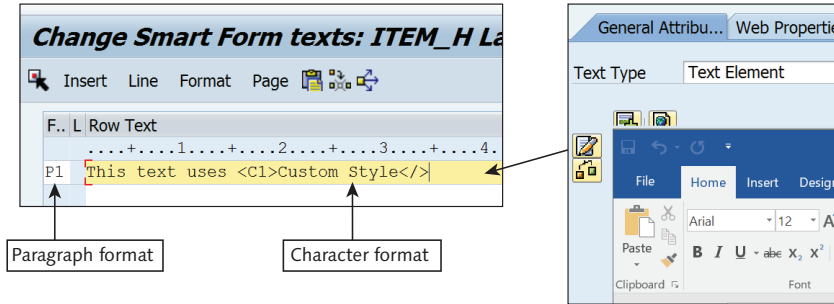 Change Smart Form texts: ITEM_H La
Insert Line Format Page
F.. L Row Text
....+....1....+....2....+....3....+....4.
P1 This text uses <C1>Custom Style</>
Paragraph format
Character format
General Attribu... Web Propertie
Text Type Text Element
File Home Insert Design
Arial 12 A
Paste B I U abc X₂ X²
Clipboard Font